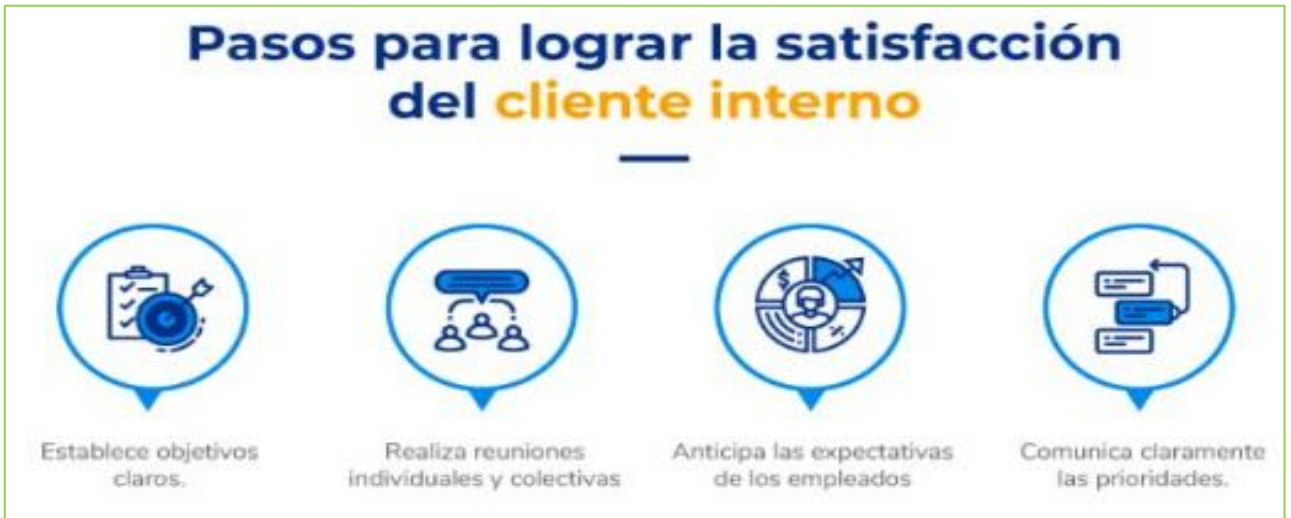 Pasos para lograr la satisfacción
del cliente interno
Establece objetivos
claros.
Realiza reuniones
individuales y colectivas
Anticipa las expectativas
de los empleados
Comunica claramente
las prioridades.